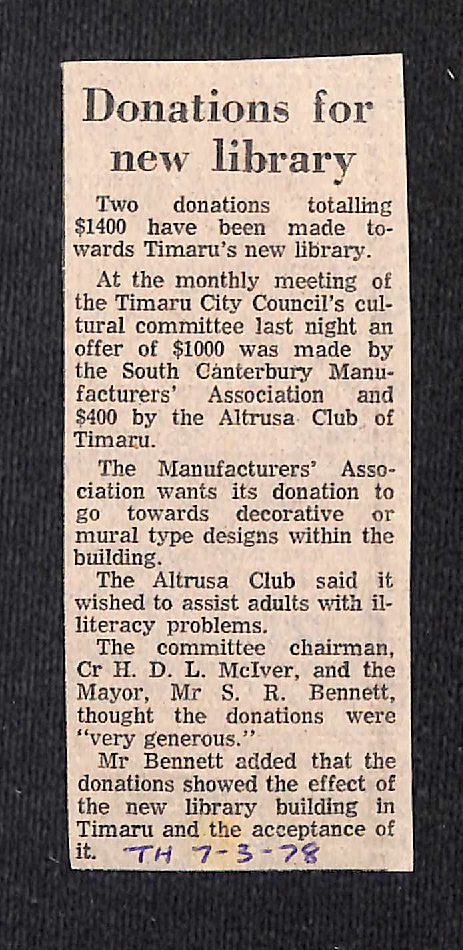 Donations for
new library
Two donations totalling
$1400 have been made to-
wards Timaru's new library.
At the monthly meeting of
the Timaru City Council's cul-
tural committee last night an
offer of $1000 was made by
the South Canterbury Manu-
facturers' Association and
$400 by the Altrusa Club of
Timaru.
The Manufacturers' Asso-
ciation wants its donation to
go towards decorative or
mural type designs within the
building.
The Altrusa Club said it
wished to assist adults with il-
literacy problems.
The committee chairman,
Cr H. D. L. McIver, and the
Mayor, Mr S. R. Bennett,
thought the donations were
"very generous."
Mr Bennett added that the
donations showed the effect of
the new library building in
Timaru and the acceptance of
it. TH 7-3-78